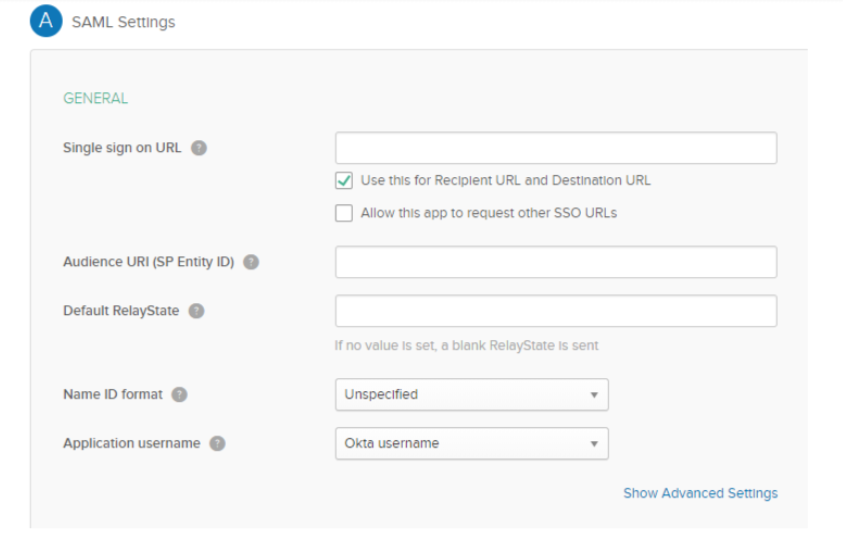 A SAML Settings
GENERAL
Single sign on URL ?
Use this for Recipient URL and Destination URL
Allow this app to request other SSO URLs
Audience URI (SP Entity ID) ?
Default RelayState ?
If no value is set, a blank RelayState is sent
Name ID format ? Unspecified
Application username ? Okta username
Show Advanced Settings